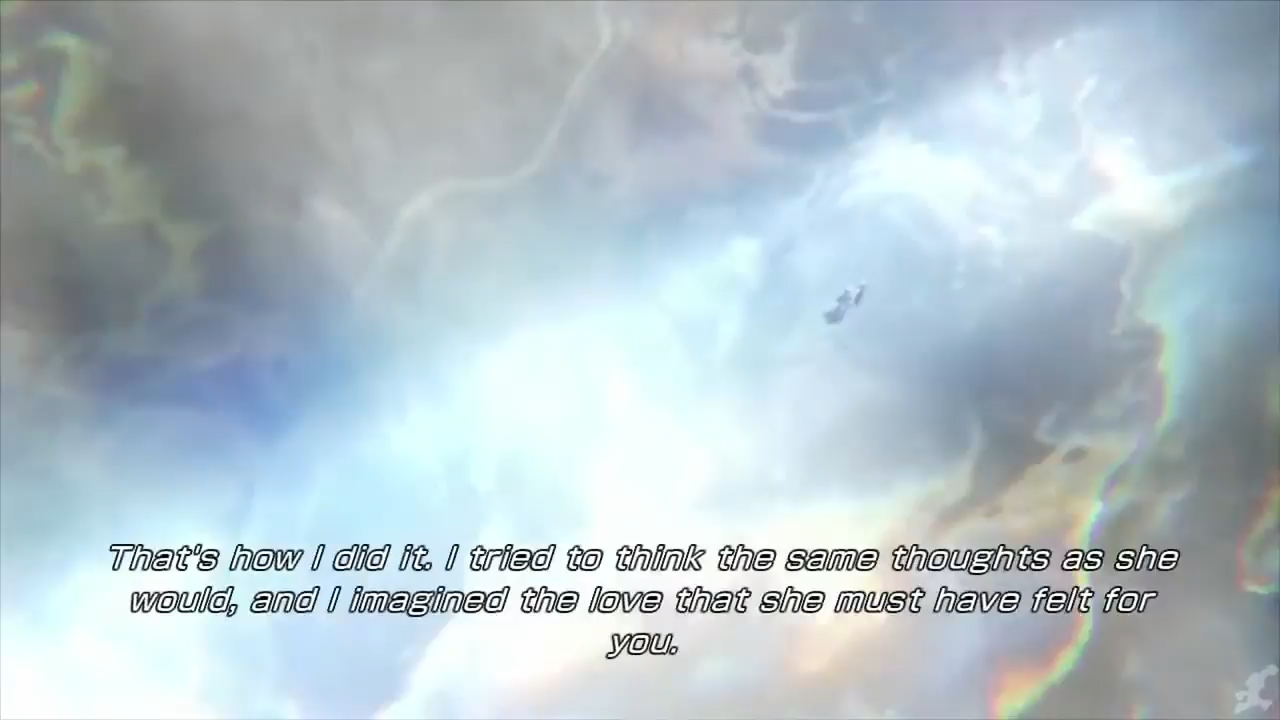 That's how I did it. I tried to think the same thoughts as she
would, and I imagined the love that she must have felt for
you.